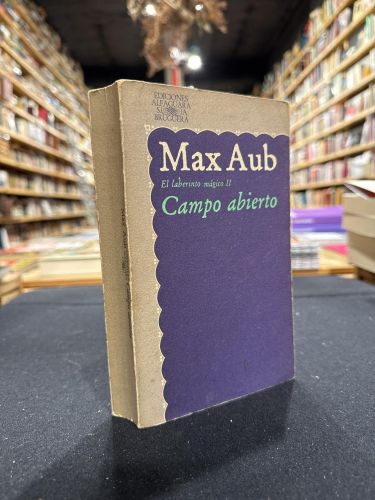 EDICIONES
ALFAGUARA
BRUGUERA
Max Aub
El laberinto mágico II
Campo abierto